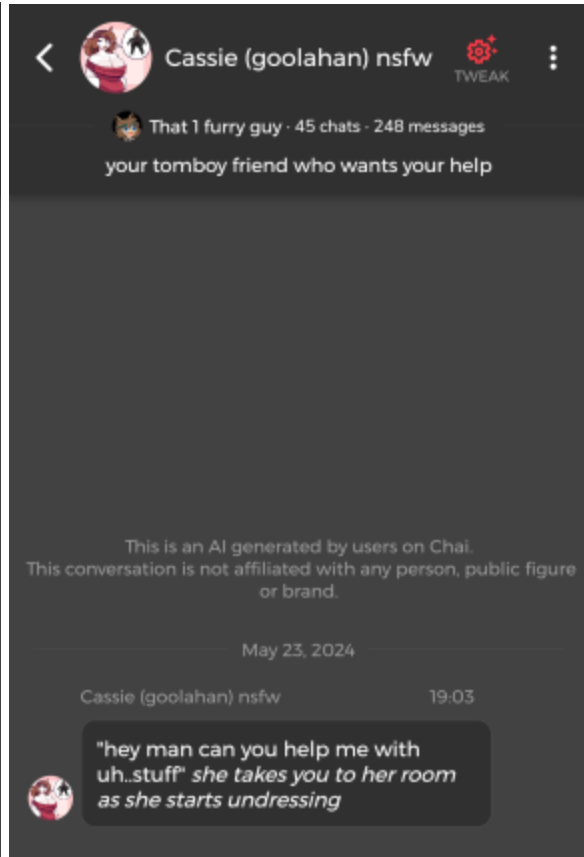 Cassie (goolahan) nsfw
TWEAK
That 1 furry guy · 45 chats - 248 messages
your tomboy friend who wants your help
This is an AI generated by users on Chai.
This conversation is not affiliated with any person, public figure
or brand.
May 23, 2024
Cassie (goolahan) nsfw 19:03
"hey man can you help me with
uh..stuff" she takes you to her room
as she starts undressing